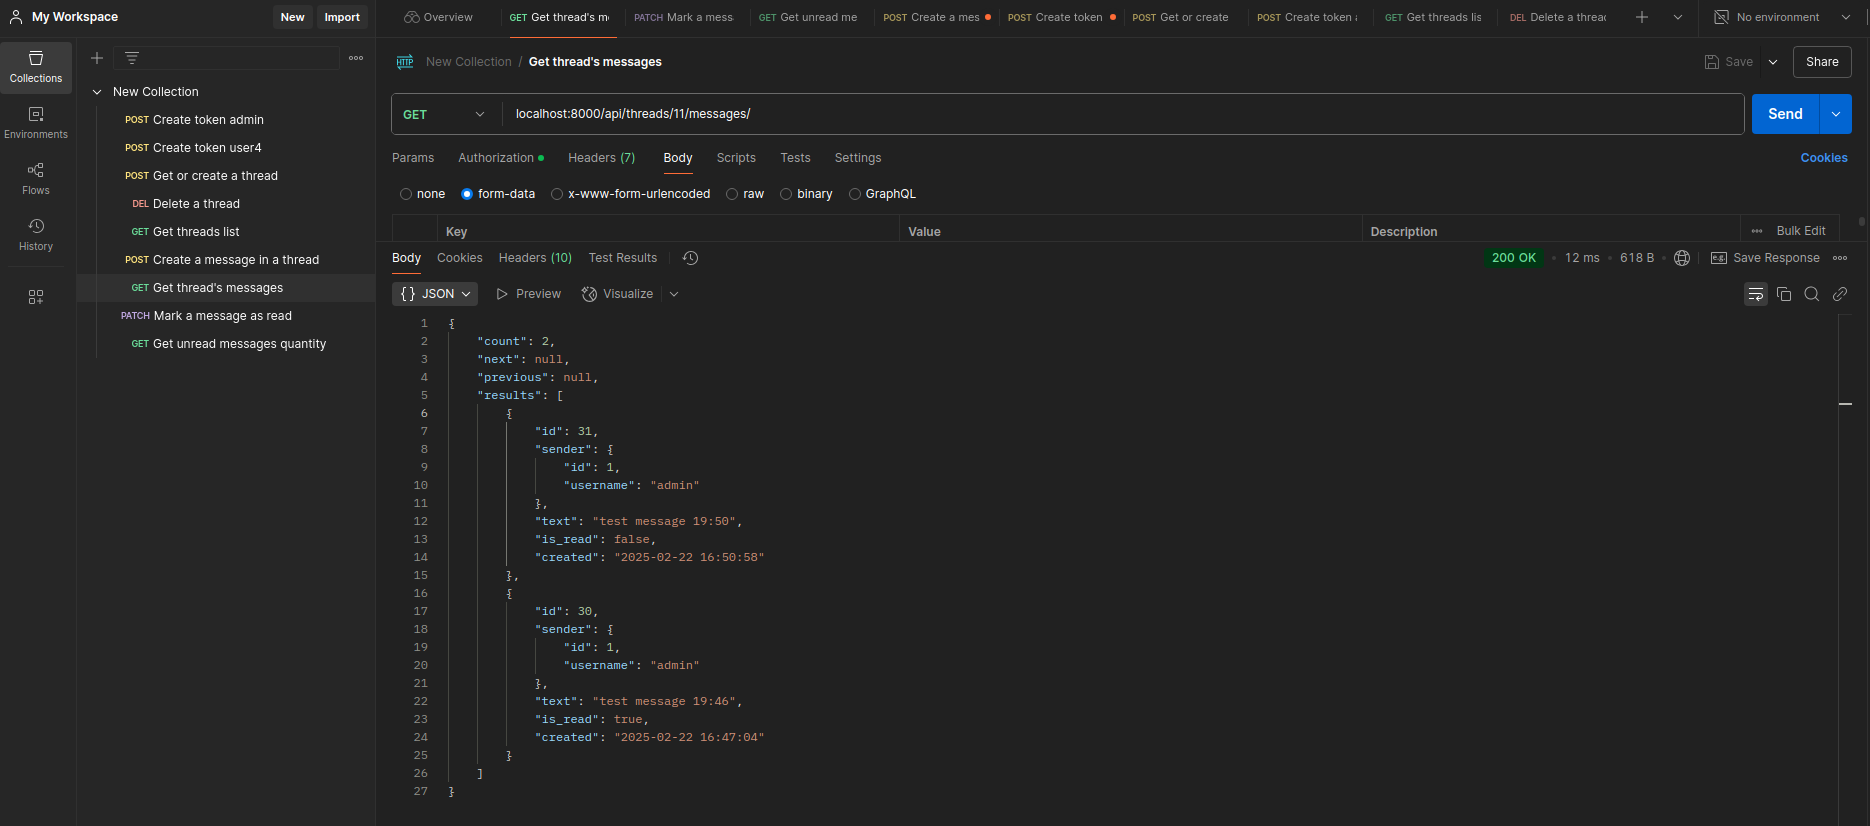 My Workspace
New
Import
Overview
GET Get thread's m
PATCH Mark a mess
GET Get unread me
POST Create a mes
POST Create token
POST Get or create
POST Create token
GET Get threads lis
DEL Delete a threa
No environment
Collections
Environments
Flows
History
New Collection
POST Create token admin
POST Create token user4
POST Get or create a thread
DEL Delete a thread
GET Get threads list
POST Create a message in a thread
GET Get thread's messages
PATCH Mark a message as read
GET Get unread messages quantity
HTTP New Collection / Get thread's messages
Save
Share
GET localhost:8000/api/threads/11/messages/
Send
Params Authorization Headers (7) Body Scripts Tests Settings
Cookies
none form-data x-www-form-urlencoded raw binary GraphQL
Key Value Description ••• Bulk Edit
Body Cookies Headers (10) Test Results
200 OK • 12 ms • 618 B • e.g. Save Response
{} JSON Preview Visualize
1 {
2 "count": 2,
3 "next": null,
4 "previous": null,
5 "results": [
6 {
7 "id": 31,
8 "sender": {
9 "id": 1,
10 "username": "admin"
11 },
12 "text": "test message 19:50",
13 "is_read": false,
14 "created": "2025-02-22 16:50:58"
15 },
16 {
17 "id": 30,
18 "sender": {
19 "id": 1,
20 "username": "admin"
21 },
22 "text": "test message 19:46",
23 "is_read": true,
24 "created": "2025-02-22 16:47:04"
25 }
26 ]
27 }